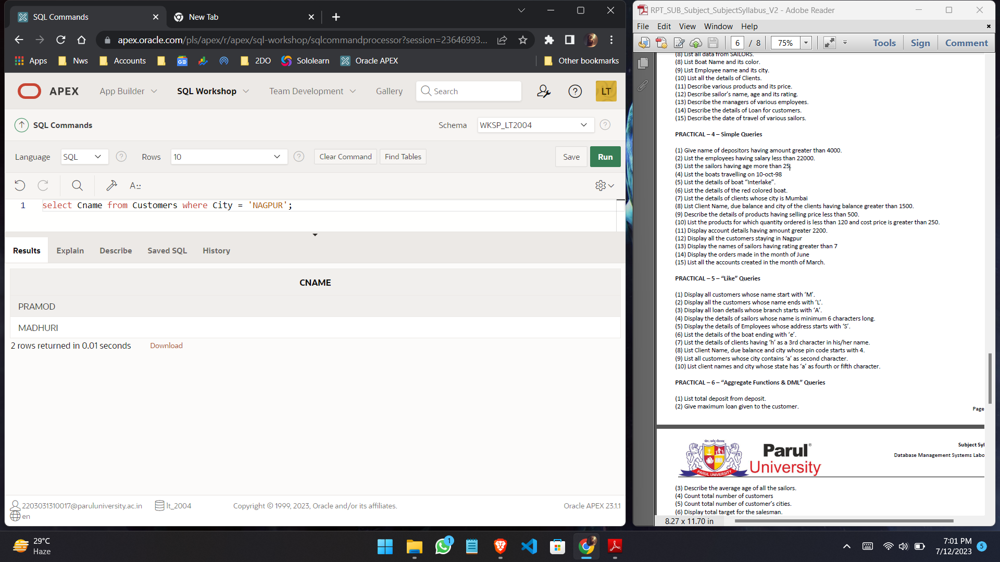 SQL Commands
New Tab
apex.oracle.com/pls/apex/r/apex/sql-workshop/sqlcommandprocessor?session=23646993...
Apps
Nws
Accounts
2DO
Sololearn
Oracle APEX
Other bookmarks
APEX
App Builder
SQL Workshop
Team Development
Gallery
Search
LT
SQL Commands
Schema
WKSP_LT2004
Language
SQL
Rows
10
Clear Command
Find Tables
Save
Run
1
select Cname from Customers where City = 'NAGPUR';
Results
Explain
Describe
Saved SQL
History
CNAME
PRAMOD
MADHURI
2 rows returned in 0.01 seconds
Download
2203031310017@paruluniversity.ac.in
lt_2004
Copyright © 1999, 2023, Oracle and/or its affiliates.
Oracle APEX 23.1.1
en
RPT_SUB_Subject_SubjectSyllabus_V2 - Adobe Reader
File Edit View Window Help
6 / 8
75%
Tools
Sign
Comment
(8) List all data from SAILORS.
(8) List Boat Name and its color.
(9) List Employee name and its city.
(10) List all the details of Clients.
(11) Describe various products and its price.
(12) Describe sailor's name, age and its rating.
(13) Describe the managers of various employees.
(14) Describe the details of Loan for customers.
(15) Describe the date of travel of various sailors.
PRACTICAL – 4 – Simple Queries
(1) Give name of depositors having amount greater than 4000.
(2) List the employees having salary less than 22000.
(3) List the sailors having age more than 25.
(4) List the boats travelling on 10-oct-98
(5) List the details of boat “Interlake”.
(6) List the details of the red colored boat.
(7) List the details of clients whose city is Mumbai
(8) List Client Name, due balance and city of the clients having balance greater than 1500.
(9) Describe the details of products having selling price less than 500.
(10) List the products for which quantity ordered is less than 120 and cost price is greater than 250.
(11) Display account details having amount greater 2200.
(12) Display all the customers staying in Nagpur
(13) Display the names of sailors having rating greater than 7
(14) Display the orders made in the month of June
(15) List all the accounts created in the month of March.
PRACTICAL – 5 – “Like” Queries
(1) Display all customers whose name start with ‘M’.
(2) Display all the customers whose name ends with ‘L’.
(3) Display all loan details whose branch starts with ‘A’.
(4) Display the details of sailors whose name is minimum 6 characters long.
(5) Display the details of Employees whose address starts with ‘S’.
(6) List the details of the boat ending with ‘e’.
(7) List the details of clients having ‘h’ as a 3rd character in his/her name.
(8) List Client Name, due balance and city whose pin code starts with 4.
(9) List all customers whose city contains ‘a’ as second character.
(10) List client names and city whose state has ‘a’ as fourth or fifth character.
PRACTICAL – 6 – “Aggregate Functions & DML” Queries
(1) List total deposit from deposit.
(2) Give maximum loan given to the customer.
Page
Parul®
University
PARUL UNIVERSITY
Subject Syl
Database Management Systems Labo
(3) Describe the average age of all the sailors.
(4) Count total number of customers
(5) Count total number of customer's cities.
(6) Display total target for the salesman.
8.27 x 11.70 in
29°C
Haze
1
7:01 PM
7/12/2023
5